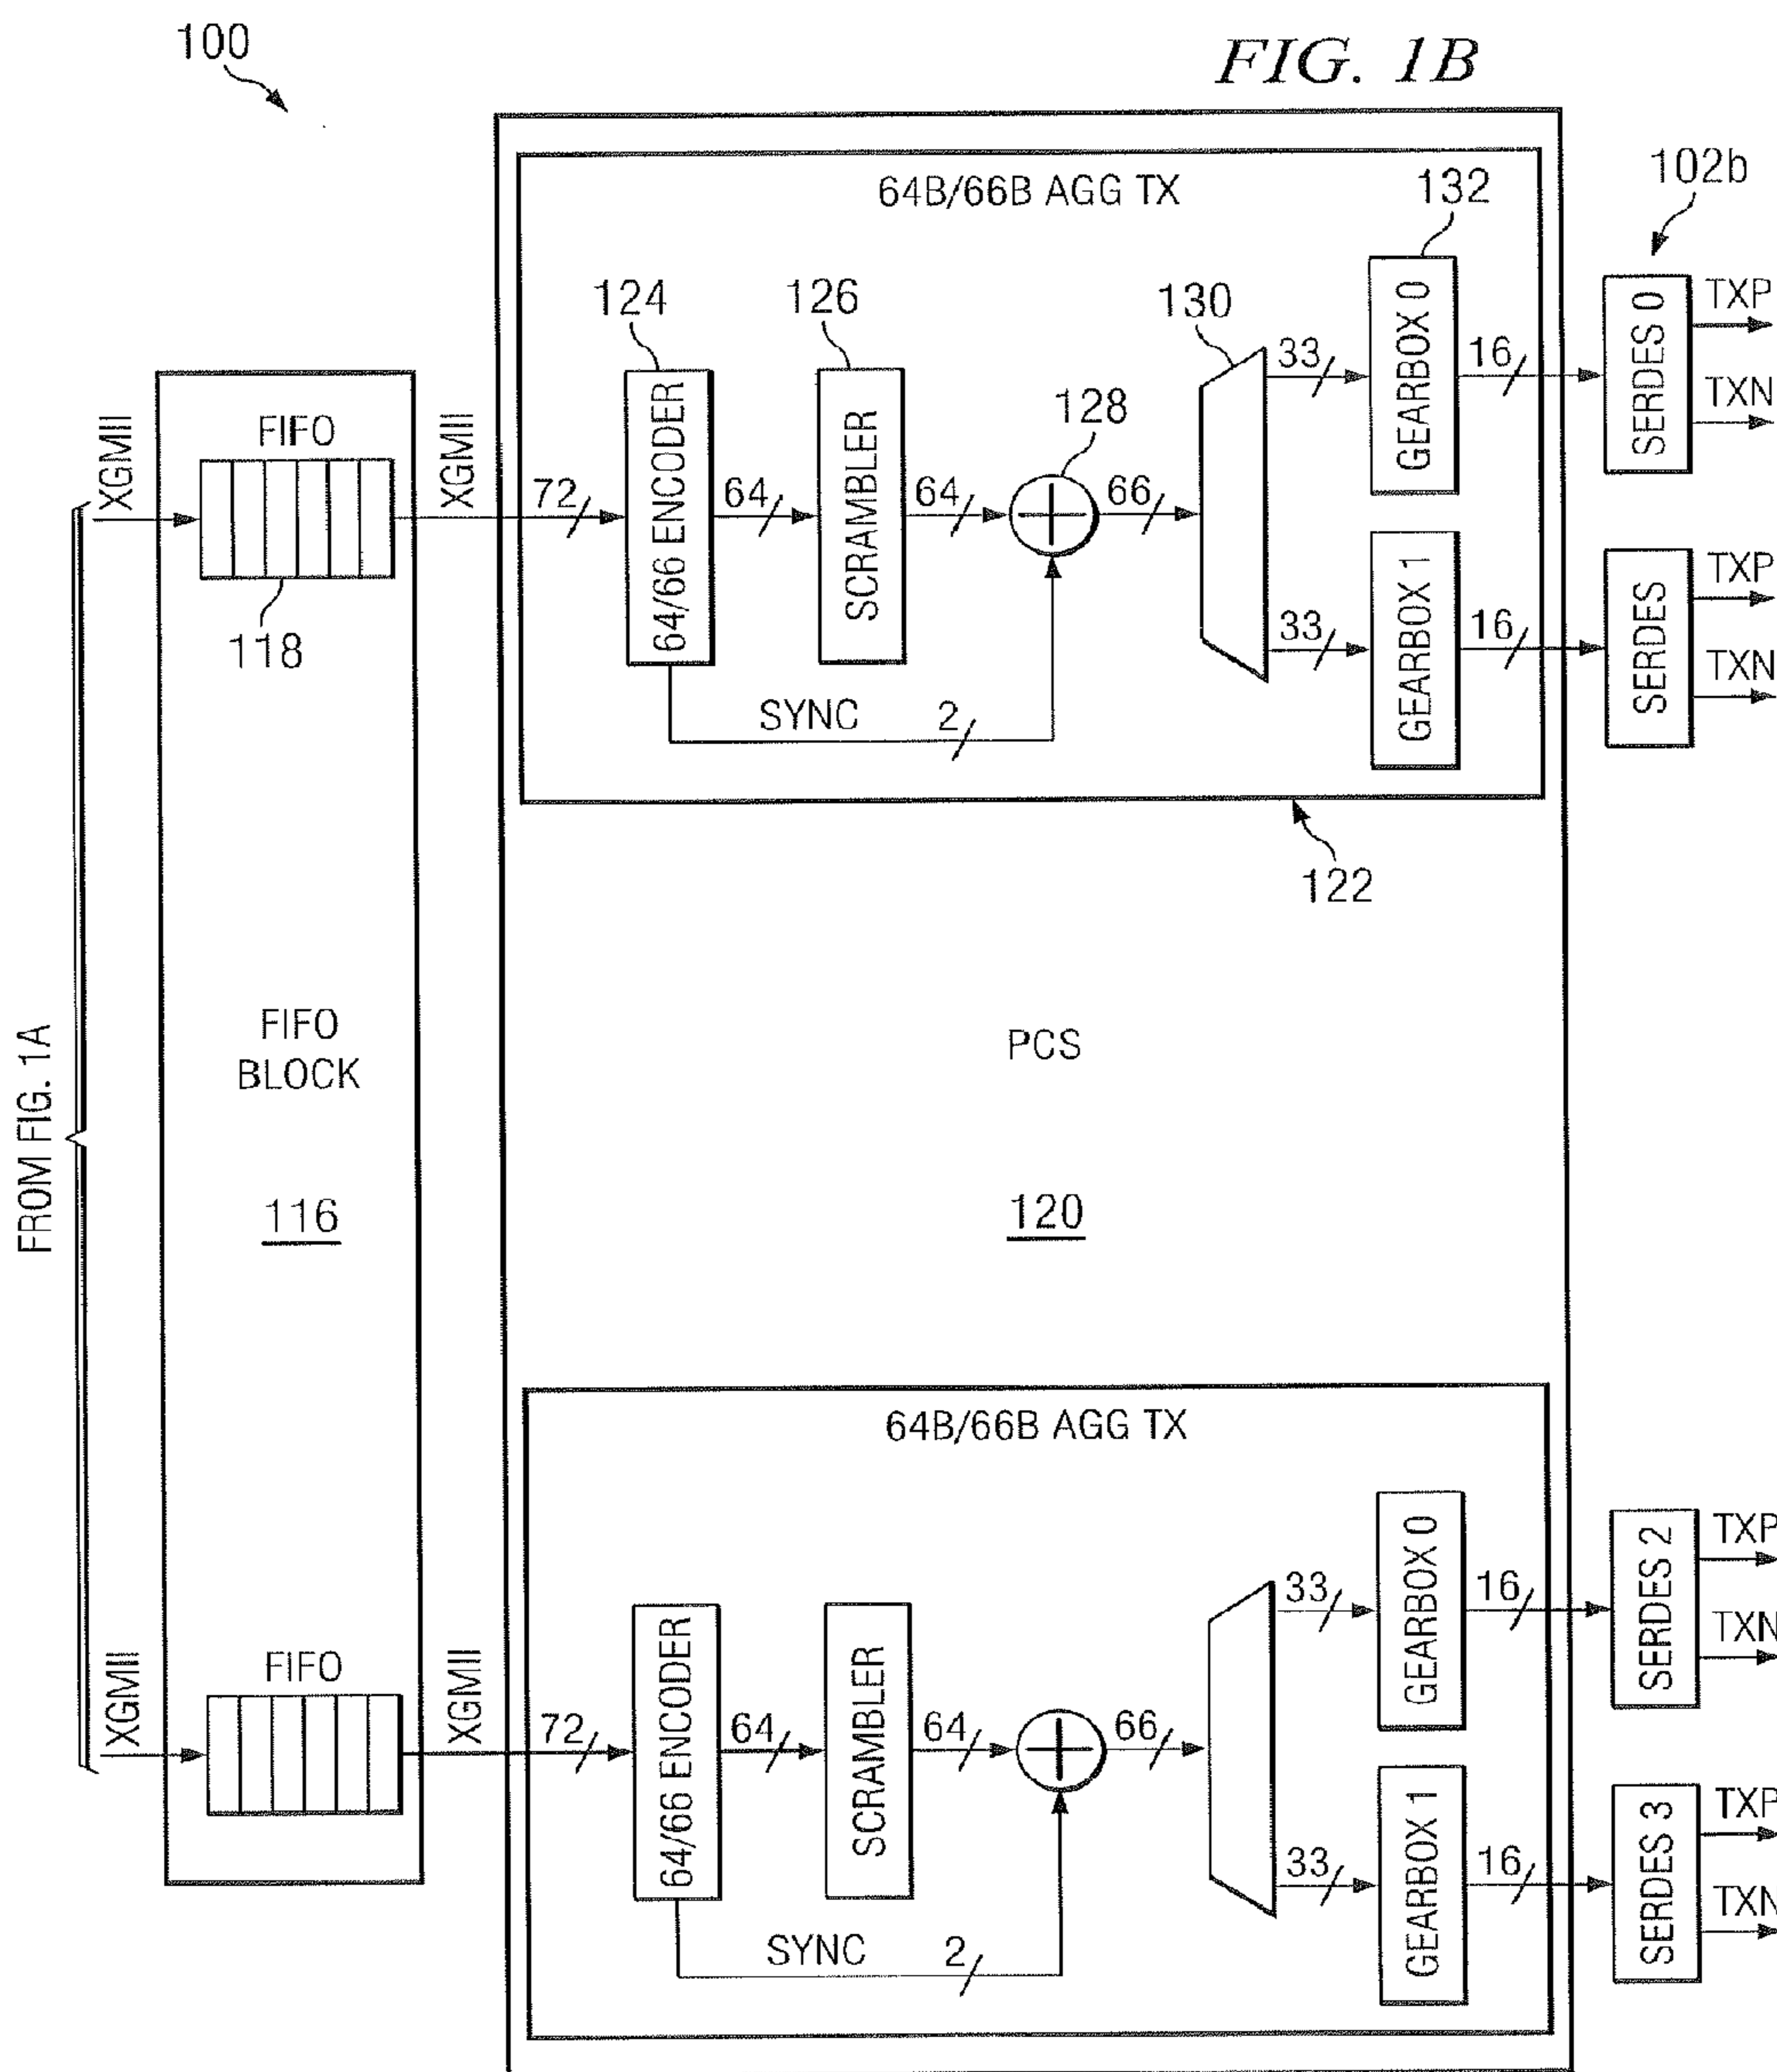 100
FIG. 1B
64B/66B AGG TX
132
102b
124
126
130
GEARBOX 0
SERDES 0
TXP
TXN
XGMII
FIFO
XGMII
118
72
64/66 ENCODER
64
SCRAMBLER
64
128
66
33
16
33
GEARBOX 1
16
SERDES
TXP
TXN
SYNC
2
122
FROM FIG. 1A
FIFO
BLOCK
116
PCS
120
64B/66B AGG TX
XGMII
FIFO
XGMII
72
64/66 ENCODER
64
SCRAMBLER
64
66
33
GEARBOX 0
16
SERDES 2
TXP
TXN
33
GEARBOX 1
16
SERDES 3
TXP
TXN
SYNC
2